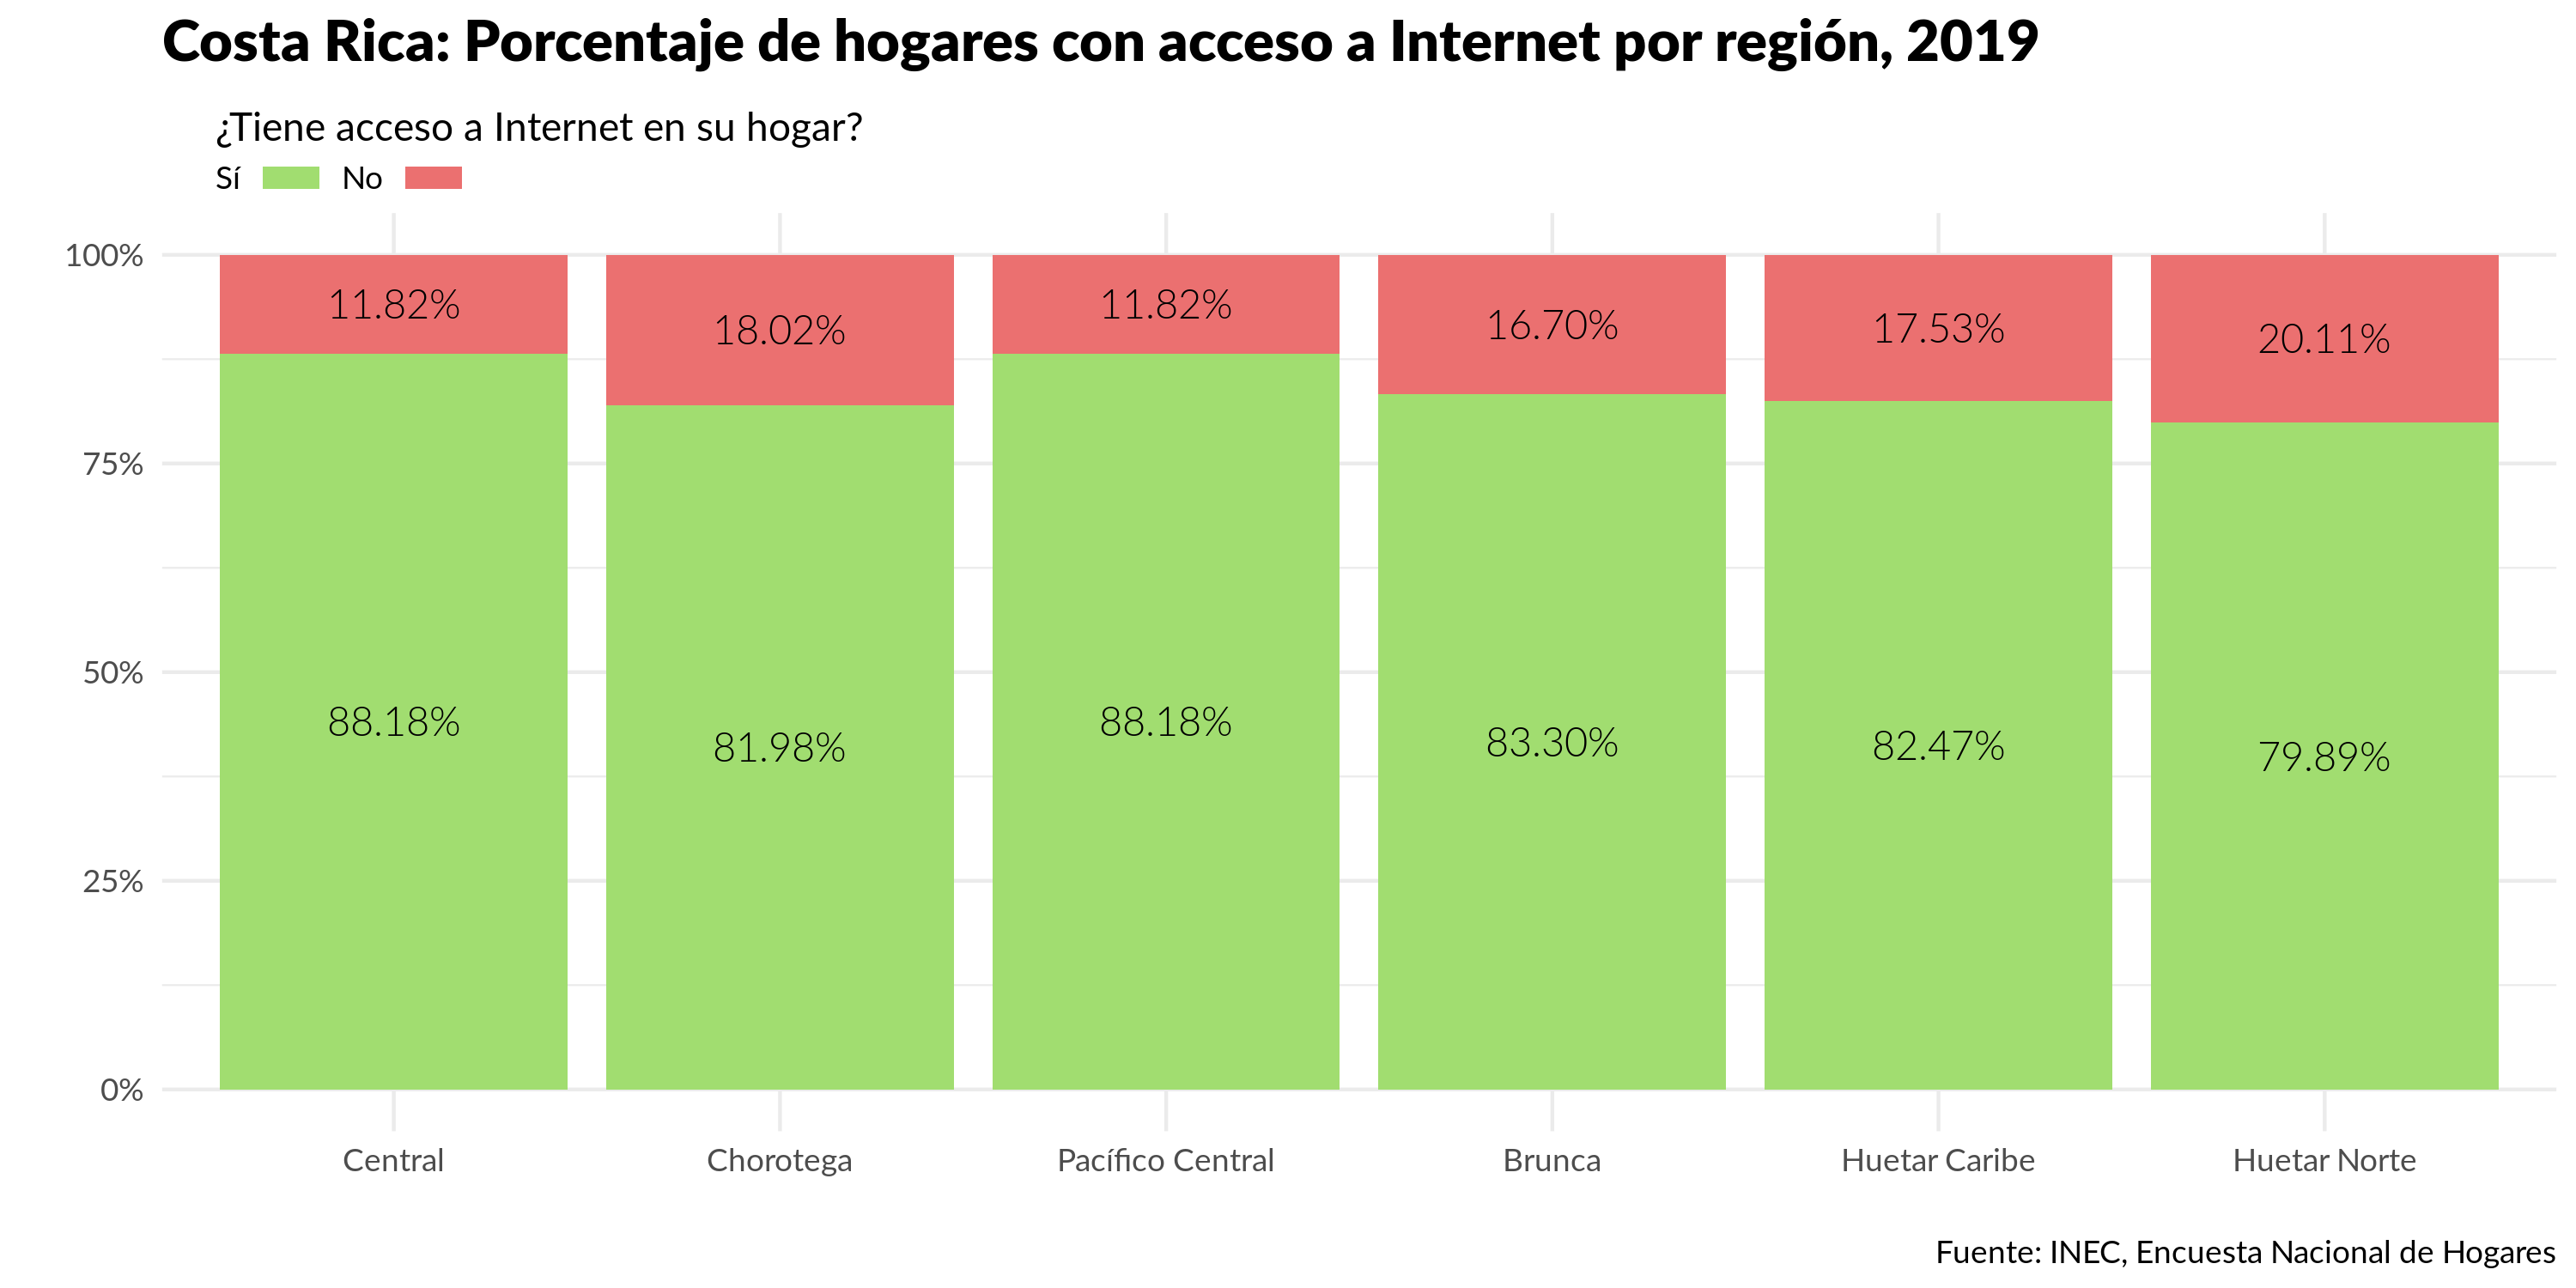 Costa Rica: Porcentaje de hogares con acceso a Internet por región, 2019
¿Tiene acceso a Internet en su hogar?
Sí No
100%
75%
50%
25%
0%
11.82% 18.02% 11.82% 16.70% 17.53% 20.11%
88.18% 81.98% 88.18% 83.30% 82.47% 79.89%
Central Chorotega Pacífico Central Brunca Huetar Caribe Huetar Norte
Fuente: INEC, Encuesta Nacional de Hogares